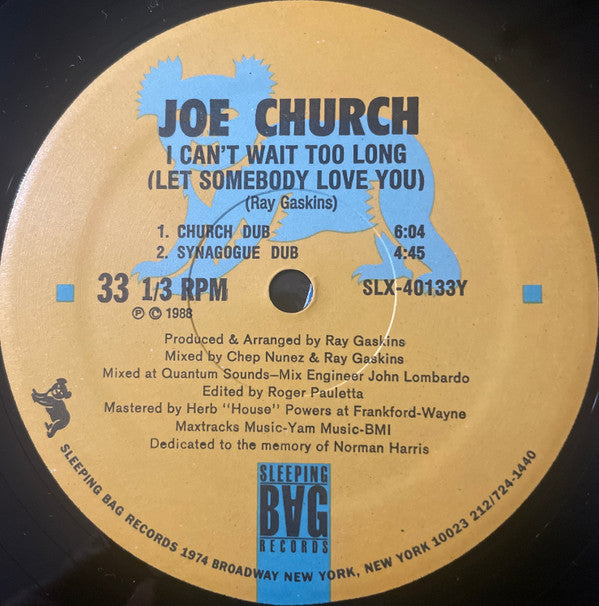 JOE CHURCH
I CAN'T WAIT TOO LONG
(LET SOMEBODY LOVE YOU)
(Ray Gaskins)
1. CHURCH DUB 6:04
2. SYNAGOGUE DUB 4:45
33 1/3 RPM SLX-40133Y
Ⓟ © 1988
Produced & Arranged by Ray Gaskins
Mixed by Chep Nunez & Ray Gaskins
Mixed at Quantum Sounds—Mix Engineer John Lombardo
Edited by Roger Pauletta
Mastered by Herb "House" Powers at Frankford-Wayne
Maxtracks Music-Yam Music-BMI
Dedicated to the memory of Norman Harris
SLEEPING
BAG
RECORDS
SLEEPING BAG RECORDS 1974 BROADWAY NEW YORK, NEW YORK 10023 212/724-1440